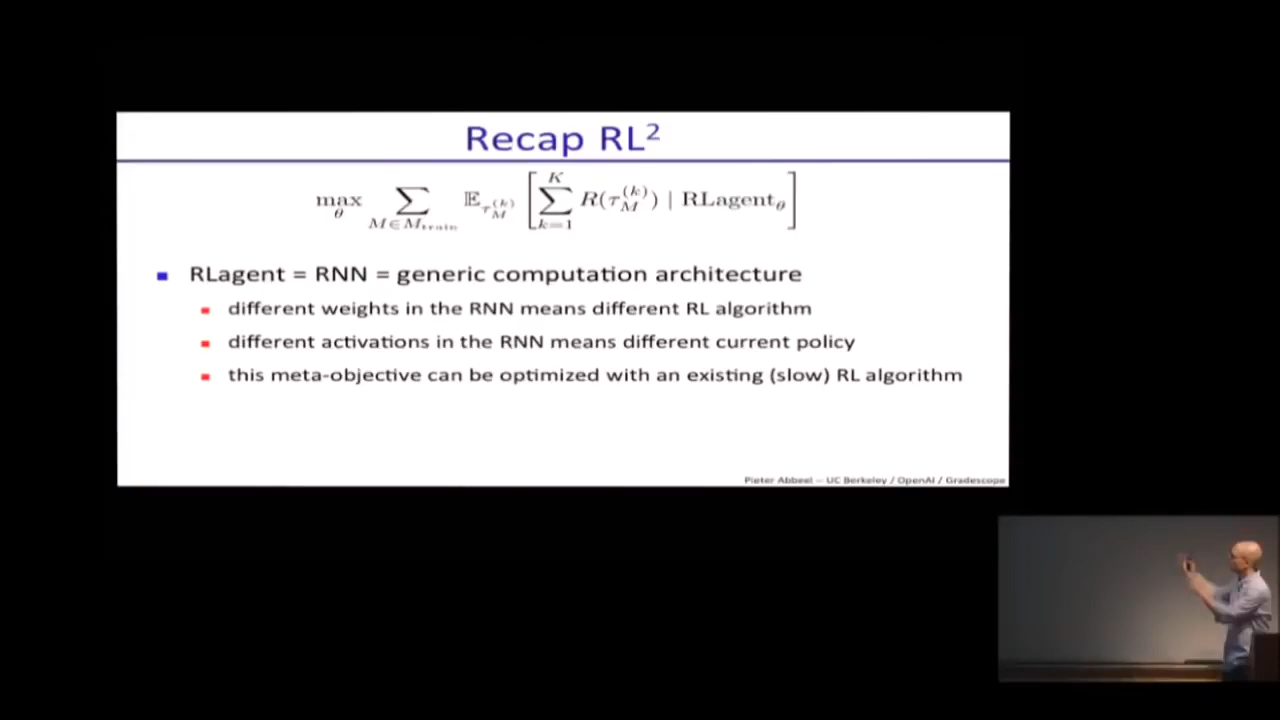 Recap RL²
max_θ ∑_{M∈M_train} 𝔼_{τ_M^{(k)}} [ ∑_{k=1}^{K} R(τ_M^{(k)}) | RLagent_θ ]
RLagent = RNN = generic computation architecture
different weights in the RNN means different RL algorithm
different activations in the RNN means different current policy
this meta-objective can be optimized with an existing (slow) RL algorithm
Pieter Abbeel -- UC Berkeley / OpenAI / Gradescope